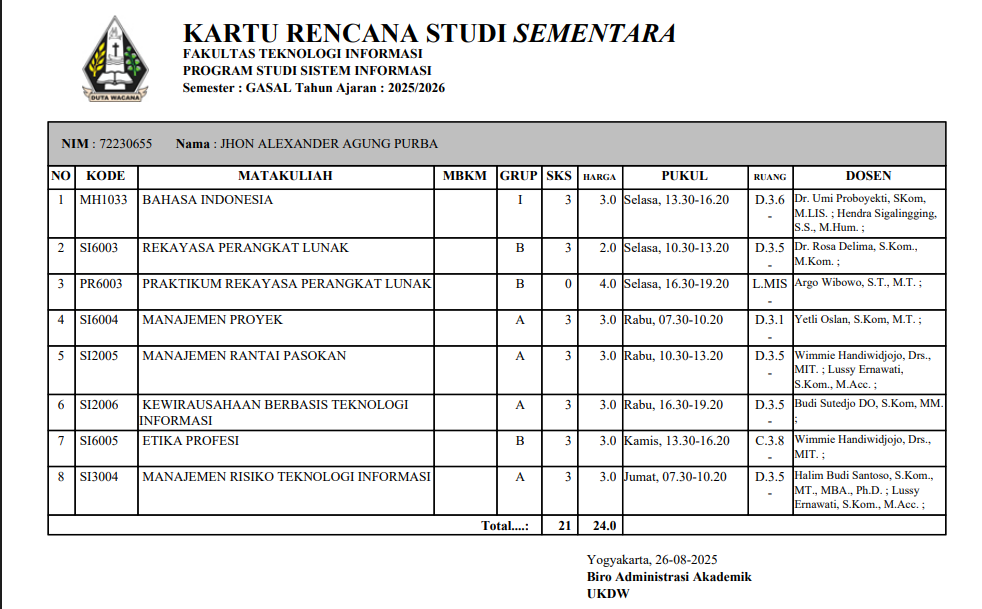 KARTU RENCANA STUDI SEMENTARA
FAKULTAS TEKNOLOGI INFORMASI
PROGRAM STUDI SISTEM INFORMASI
Semester : GASAL Tahun Ajaran : 2025/2026
DUTA WACANA
NIM : 72230655 Nama : JHON ALEXANDER AGUNG PURBA
NO KODE MATAKULIAH MBKM GRUP SKS HARGA PUKUL RUANG DOSEN
1 MH1033 BAHASA INDONESIA I 3 3.0 Selasa, 13.30-16.20 D.3.6 Dr. Umi Proboyekti, SKom,
- M.LIS. ; Hendra Sigalingging,
S.S., M.Hum. ;
2 SI6003 REKAYASA PERANGKAT LUNAK B 3 2.0 Selasa, 10.30-13.20 D.3.5 Dr. Rosa Delima, S.Kom.,
- M.Kom. ;
3 PR6003 PRAKTIKUM REKAYASA PERANGKAT LUNAK B 0 4.0 Selasa, 16.30-19.20 L.MIS Argo Wibowo, S.T., M.T. ;
-
4 SI6004 MANAJEMEN PROYEK A 3 3.0 Rabu, 07.30-10.20 D.3.1 Yetli Oslan, S.Kom, M.T. ;
-
5 SI2005 MANAJEMEN RANTAI PASOKAN A 3 3.0 Rabu, 10.30-13.20 D.3.5 Wimmie Handiwidjojo, Drs.,
- MIT. ; Lussy Ernawati,
S.Kom., M.Acc. ;
6 SI2006 KEWIRAUSAHAAN BERBASIS TEKNOLOGI A 3 3.0 Rabu, 16.30-19.20 D.3.5 Budi Sutedjo DO, S.Kom, MM.
INFORMASI - ;
7 SI6005 ETIKA PROFESI B 3 3.0 Kamis, 13.30-16.20 C.3.8 Wimmie Handiwidjojo, Drs.,
- MIT. ;
8 SI3004 MANAJEMEN RISIKO TEKNOLOGI INFORMASI A 3 3.0 Jumat, 07.30-10.20 D.3.5 Halim Budi Santoso, S.Kom.,
- MT., MBA., Ph.D. ; Lussy
Ernawati, S.Kom., M.Acc. ;
Total....: 21 24.0
Yogyakarta, 26-08-2025
Biro Administrasi Akademik
UKDW